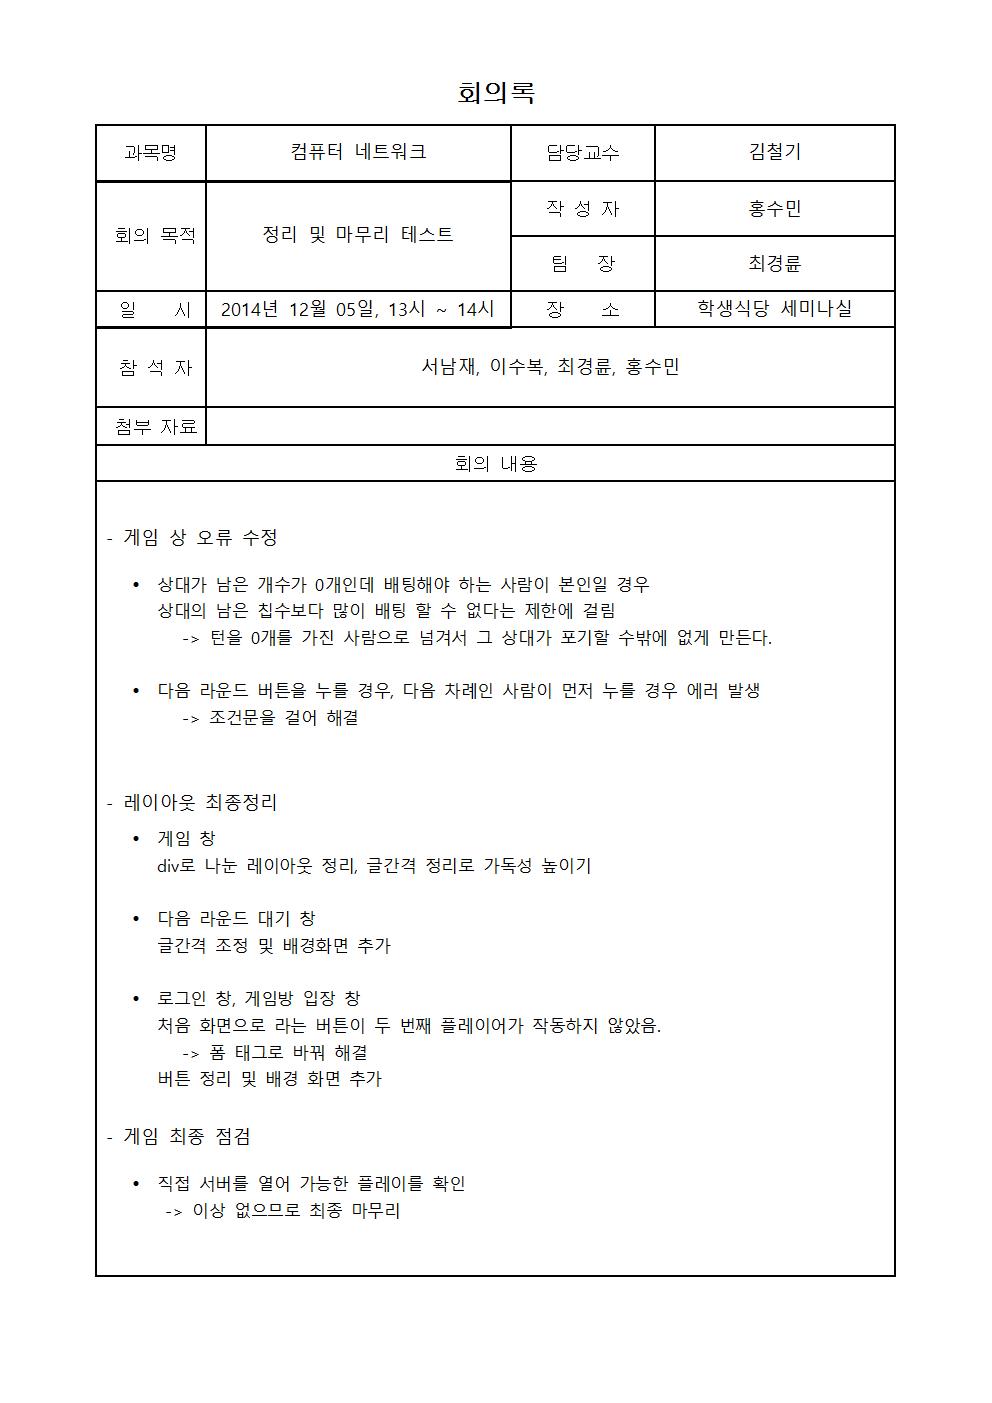 회의록
과목명 컴퓨터 네트워크 담당교수 김철기
회의 목적 정리 및 마무리 테스트 작 성 자 홍수민
팀 장 최경륜
일 시 2014년 12월 05일, 13시 ~ 14시 장 소 학생식당 세미나실
참 석 자 서남재, 이수복, 최경륜, 홍수민
첨부 자료
회의 내용
- 게임 상 오류 수정
• 상대가 남은 개수가 0개인데 배팅해야 하는 사람이 본인일 경우
상대의 남은 칩수보다 많이 배팅 할 수 없다는 제한에 걸림
-> 턴을 0개를 가진 사람으로 넘겨서 그 상대가 포기할 수밖에 없게 만든다.
• 다음 라운드 버튼을 누를 경우, 다음 차례인 사람이 먼저 누를 경우 에러 발생
-> 조건문을 걸어 해결
- 레이아웃 최종정리
• 게임 창
div로 나눈 레이아웃 정리, 글간격 정리로 가독성 높이기
• 다음 라운드 대기 창
글간격 조정 및 배경화면 추가
• 로그인 창, 게임방 입장 창
처음 화면으로 라는 버튼이 두 번째 플레이어가 작동하지 않았음.
-> 폼 태그로 바꿔 해결
버튼 정리 및 배경 화면 추가
- 게임 최종 점검
• 직접 서버를 열어 가능한 플레이를 확인
-> 이상 없으므로 최종 마무리